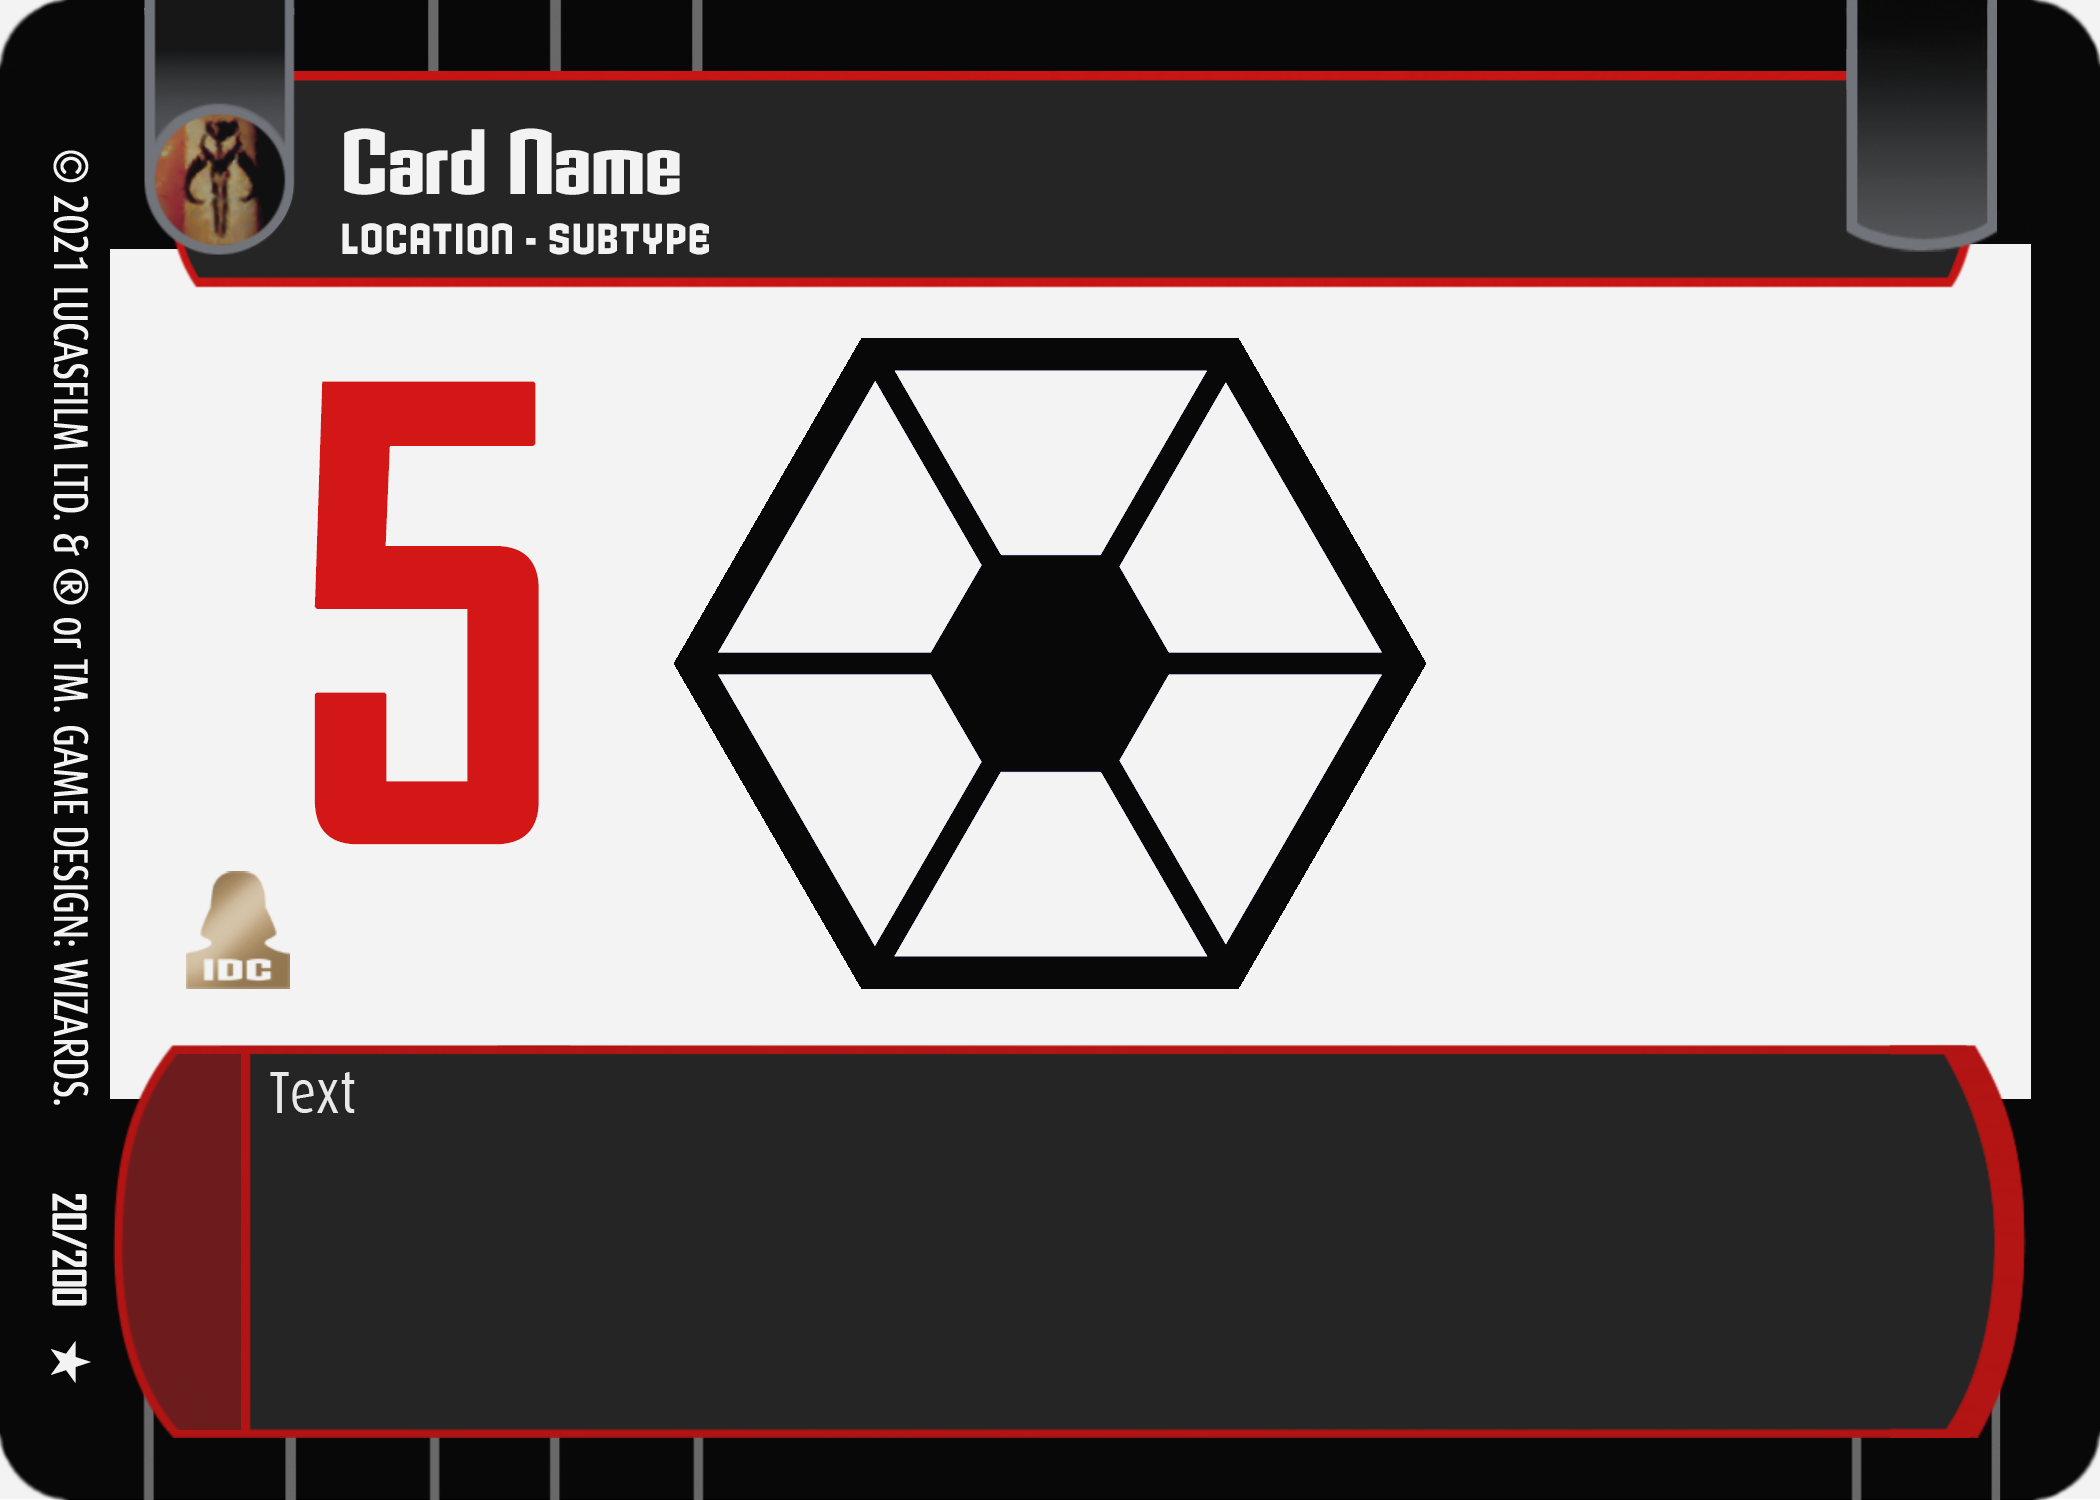 Card Name
LOCATION - SUBTYPE
5
IDC
Text
© 2021 LUCASFILM LTD. & ® or TM. GAME DESIGN: WIZARDS.
20/200 ★